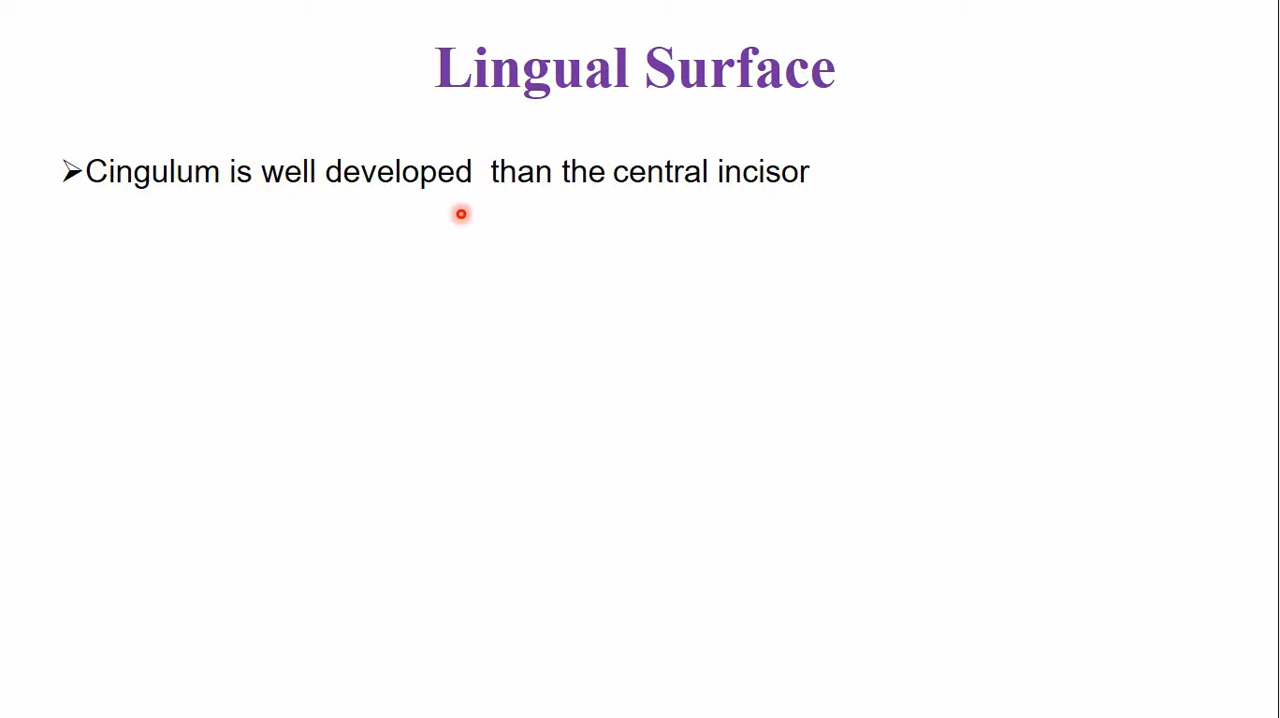 Lingual Surface
➢Cingulum is well developed  than the central incisor